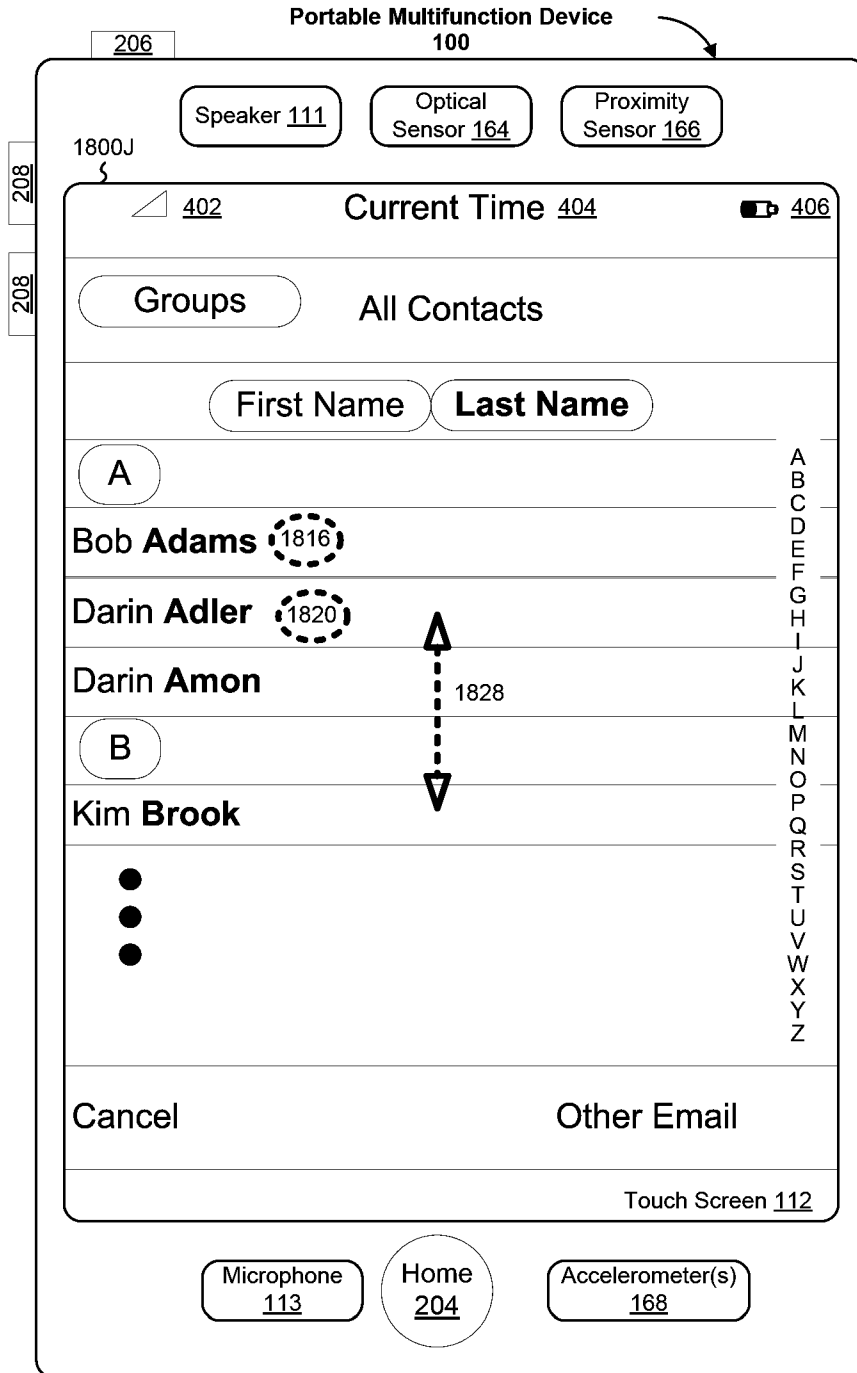 Portable Multifunction Device
100
206
Speaker 111
Optical
Sensor 164
Proximity
Sensor 166
1800J
208
208
402
Current Time 404
406
Groups
All Contacts
First Name
Last Name
A
Bob Adams
1816
Darin Adler
1820
Darin Amon
1828
B
Kim Brook
A
B
C
D
E
F
G
H
I
J
K
L
M
N
O
P
Q
R
S
T
U
V
W
X
Y
Z
Cancel
Other Email
Touch Screen 112
Microphone
113
Home
204
Accelerometer(s)
168